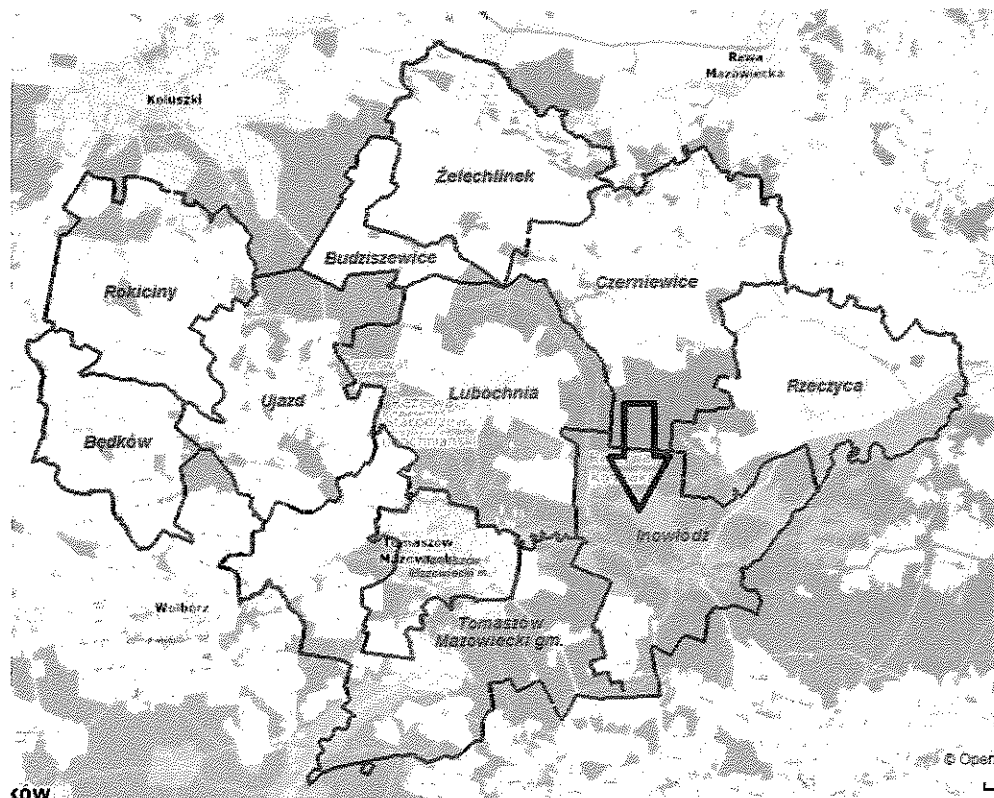 Rawa
Mazowiecka
Koluszki
Żelechlinek
Budziszewice
Czerniewice
Rokiciny
Rzeczyca
Lubochnia
Ujazd
Będków
Inowłódz
Tomaszów
Mazowiecki
Mazowiecki m.
Wolbórz
Tomaszów
Mazowiecki gm.
© Open
ków